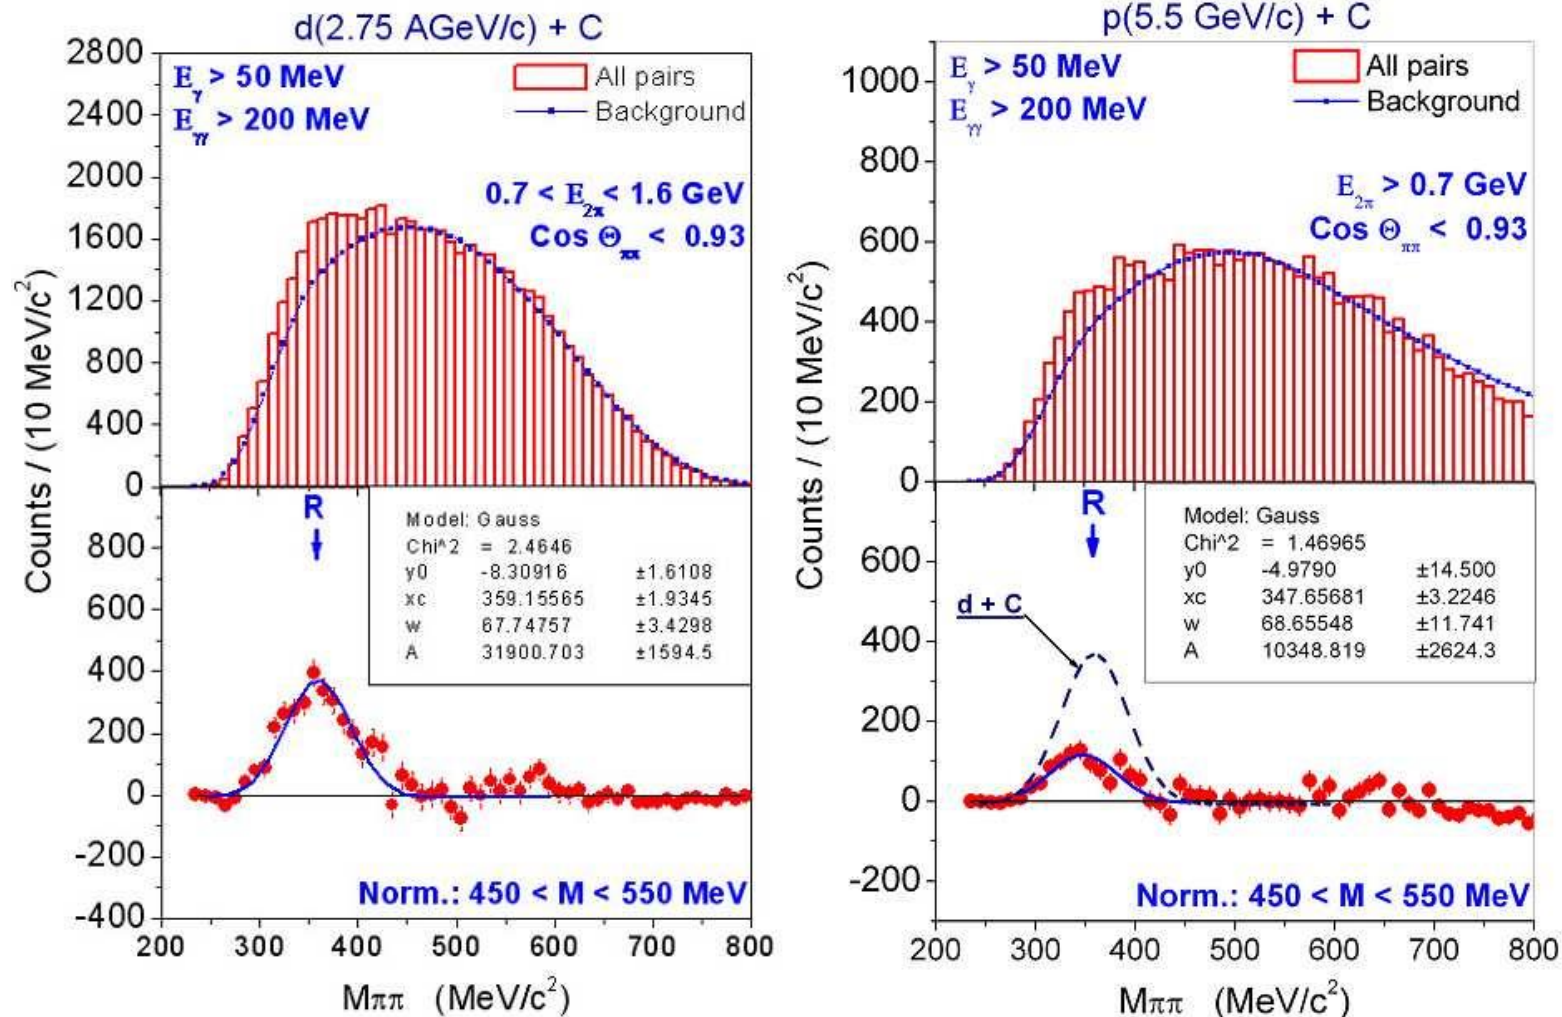 d(2.75 AGeV/c) + C
Eγ > 50 MeV
Eγγ > 200 MeV
All pairs
Background
0.7 < E2π < 1.6 GeV
Cos Θππ < 0.93
2800
2400
2000
1600
1200
800
400
0
Counts / (10 MeV/c²)
R
Model: Gauss
Chi^2 = 2.4646
y0 -8.30916 ±1.6108
xc 359.15565 ±1.9345
w 67.74757 ±3.4298
A 31900.703 ±1594.5
800
600
400
200
0
-200
-400
Norm.: 450 < M < 550 MeV
200 300 400 500 600 700 800
Mππ (MeV/c²)
p(5.5 GeV/c) + C
Eγ > 50 MeV
Eγγ > 200 MeV
All pairs
Background
E2π > 0.7 GeV
Cos Θππ < 0.93
1000
800
600
400
200
0
Counts / (10 MeV/c²)
R
Model: Gauss
Chi^2 = 1.46965
y0 -4.9790 ±14.500
xc 347.65681 ±3.2246
w 68.65548 ±11.741
A 10348.819 ±2624.3
d + C
600
400
200
0
-200
Norm.: 450 < M < 550 MeV
200 300 400 500 600 700 800
Mππ (MeV/c²)